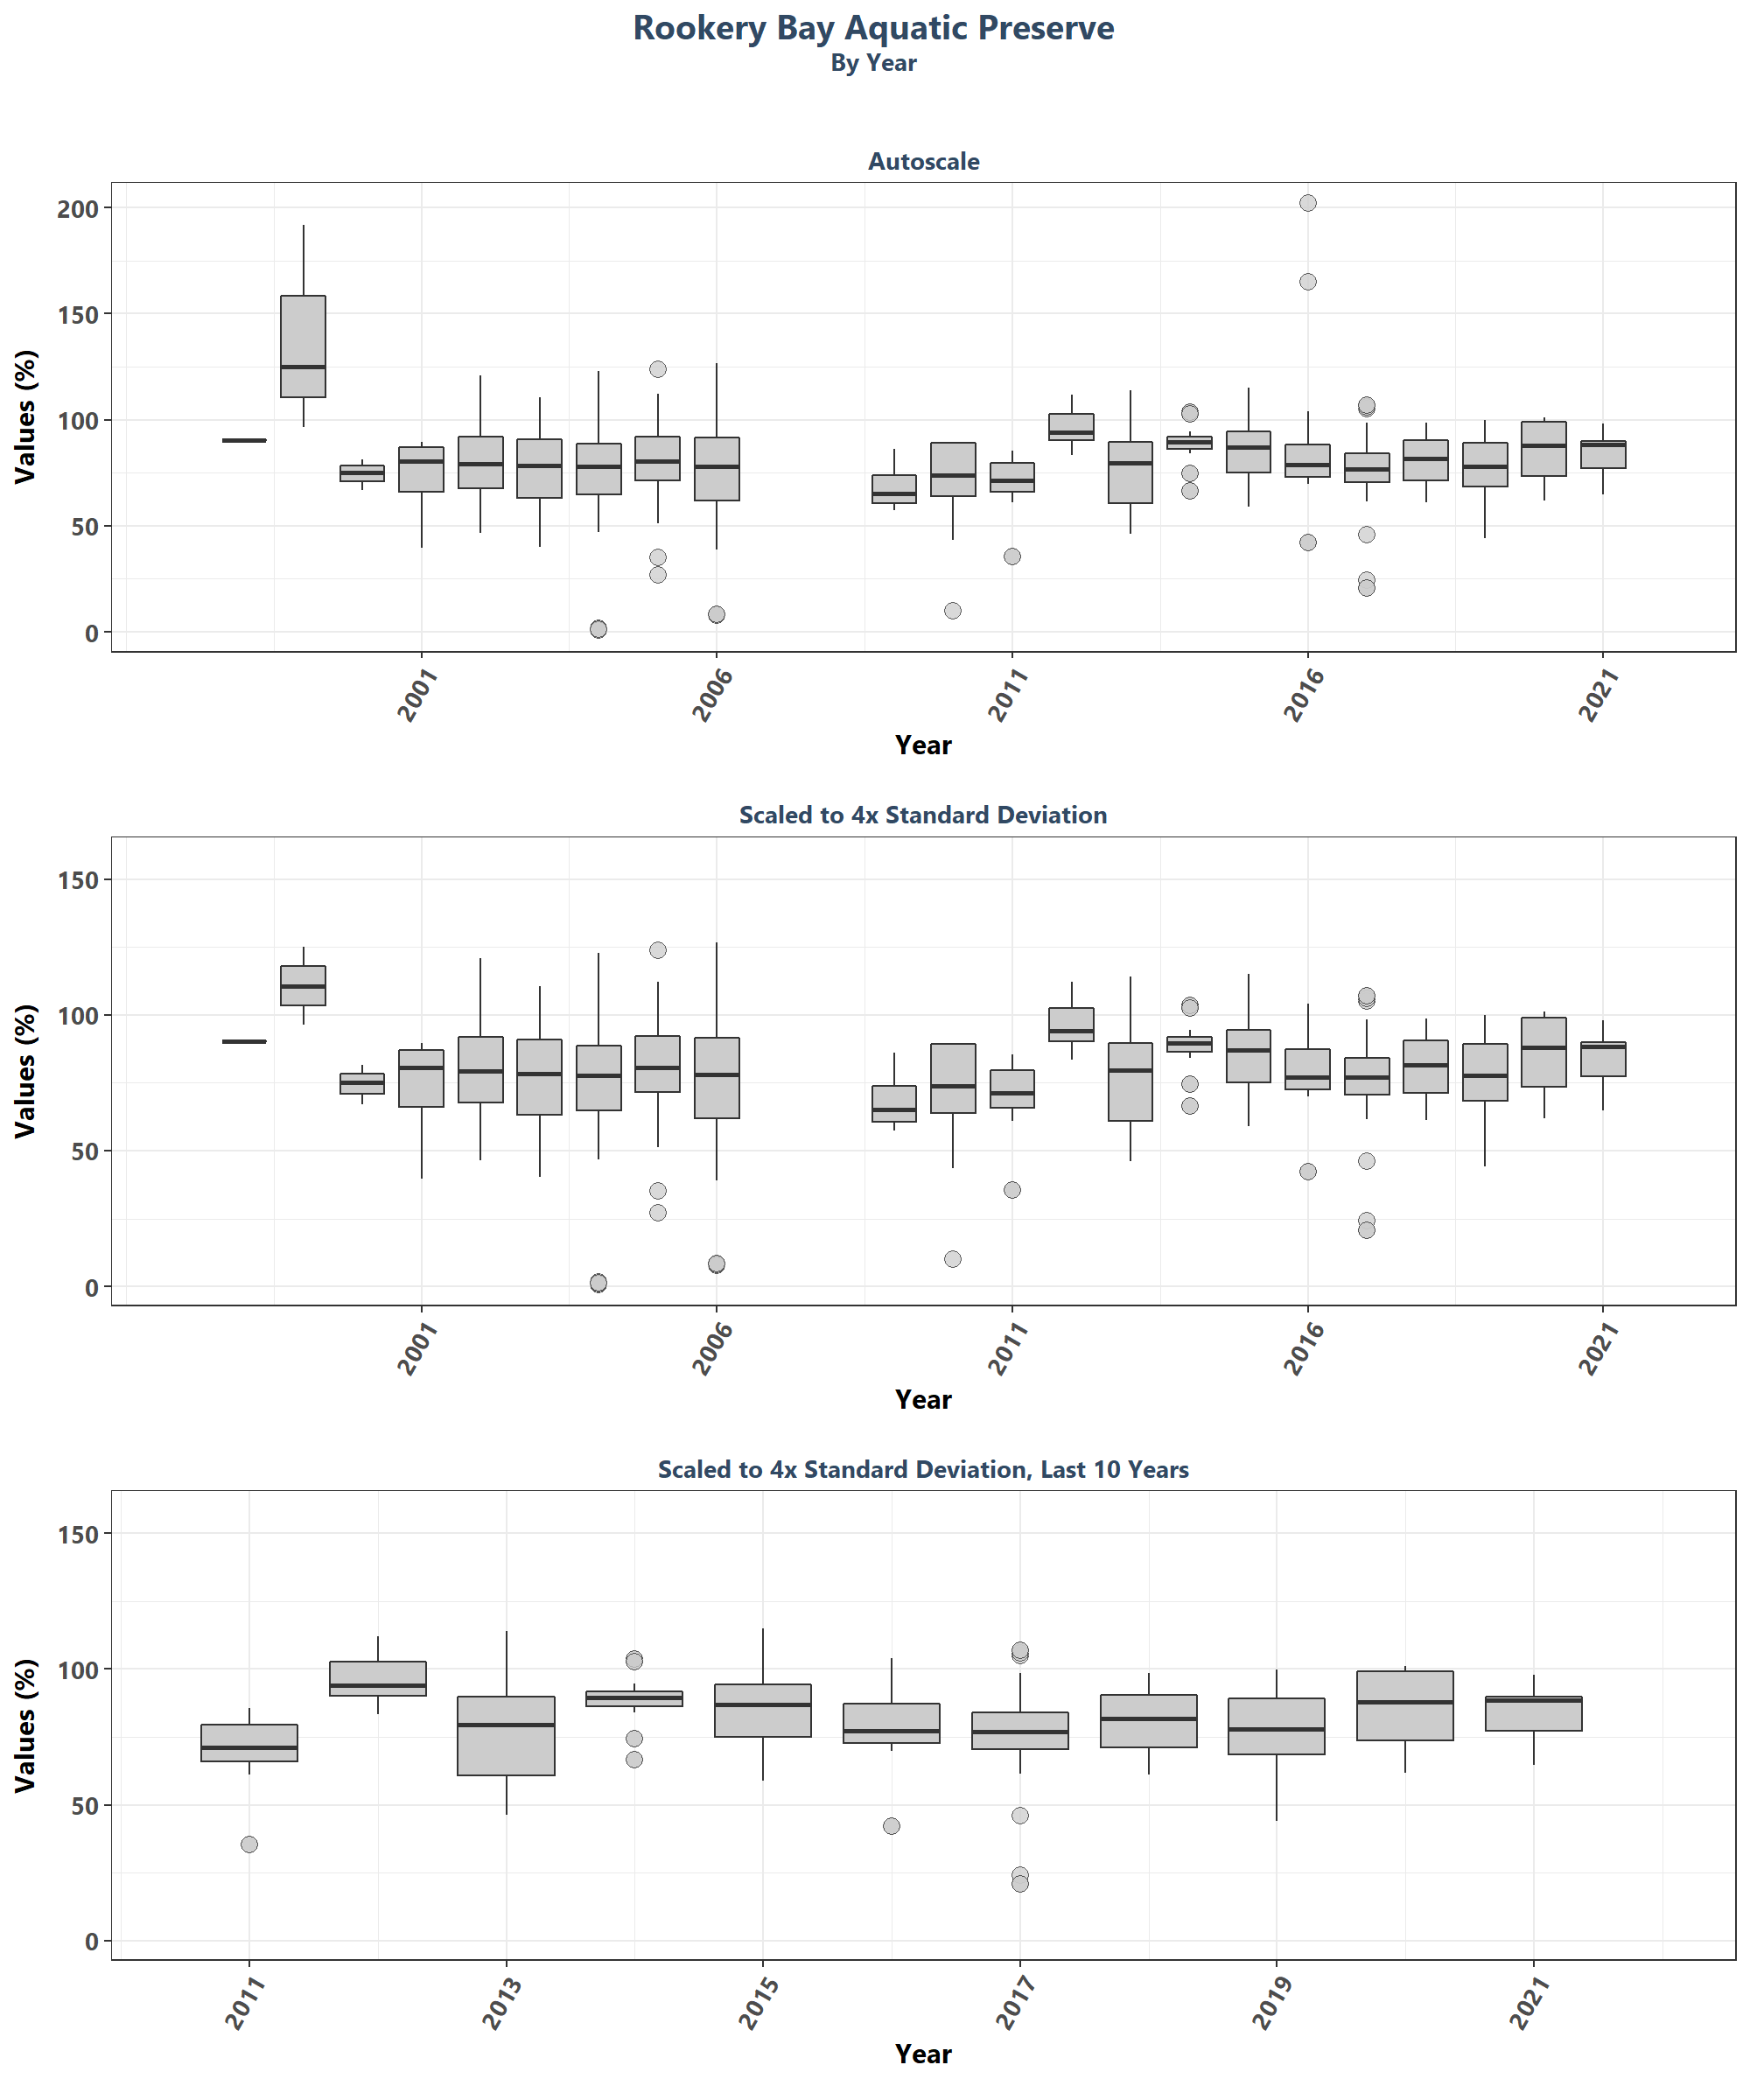 Rookery Bay Aquatic Preserve
By Year
Autoscale
Values (%)
200
150
100
50
0
2001
2006
2011
2016
2021
Year
Scaled to 4x Standard Deviation
Values (%)
150
100
50
0
2001
2006
2011
2016
2021
Year
Scaled to 4x Standard Deviation, Last 10 Years
Values (%)
150
100
50
0
2011
2013
2015
2017
2019
2021
Year